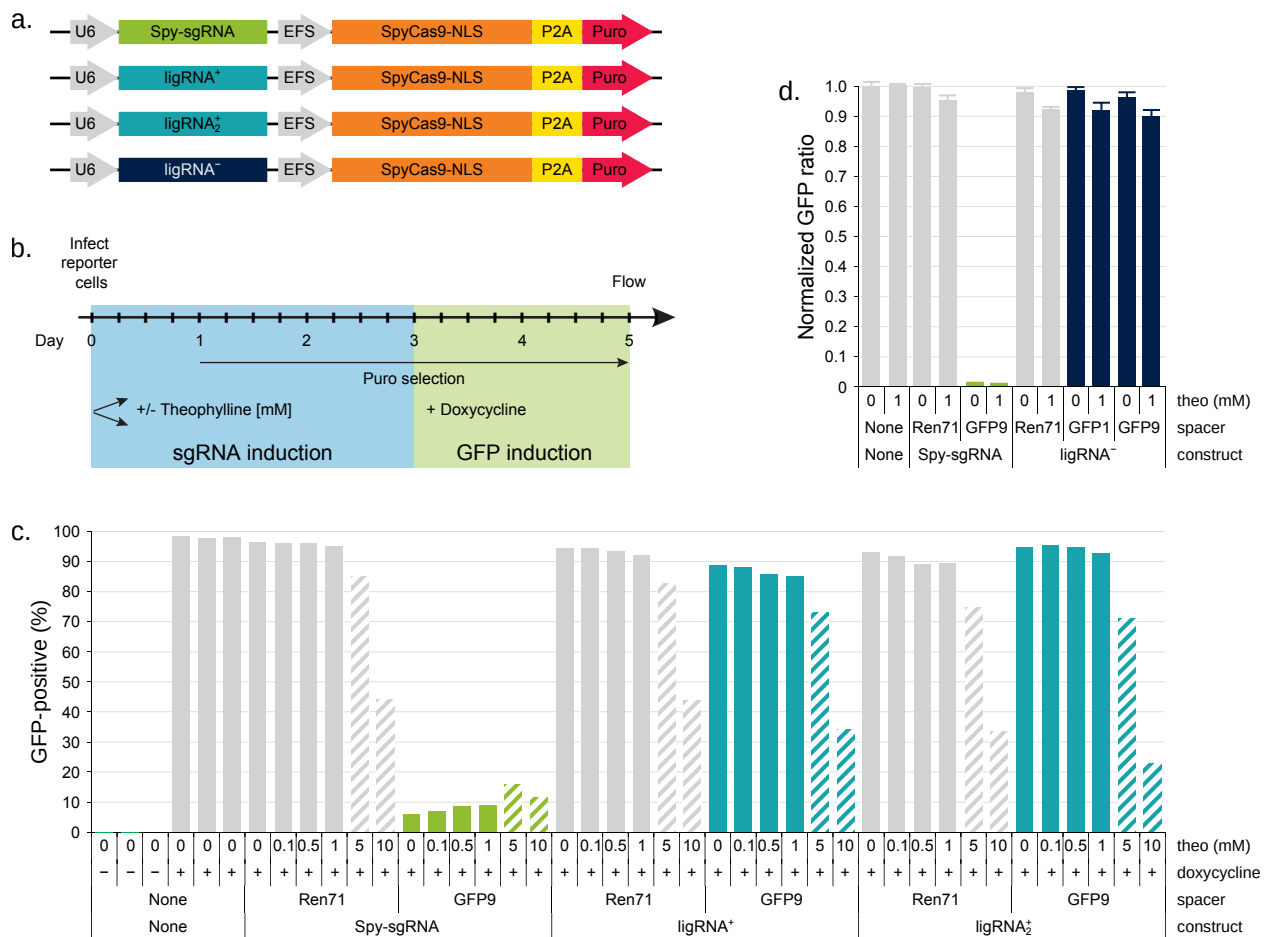 a.
U6 Spy-sgRNA EFS SpyCas9-NLS P2A Puro
U6 ligRNA⁺ EFS SpyCas9-NLS P2A Puro
U6 ligRNA₂⁺ EFS SpyCas9-NLS P2A Puro
U6 ligRNA⁻ EFS SpyCas9-NLS P2A Puro
b.
Infect
reporter
cells
Flow
Day 0 1 2 3 4 5
Puro selection
+/- Theophylline [mM] + Doxycycline
sgRNA induction GFP induction
d.
Normalized GFP ratio
1.0
0.9
0.8
0.7
0.6
0.5
0.4
0.3
0.2
0.1
0
0 1 0 1 0 1 0 1 0 1 0 1 theo (mM)
None Ren71 GFP9 Ren71 GFP1 GFP9 spacer
None Spy-sgRNA ligRNA⁻ construct
c.
GFP-positive (%)
100
90
80
70
60
50
40
30
20
10
0
0 0 0 0 0 0 0 0.1 0.5 1 5 10 0 0.1 0.5 1 5 10 0 0.1 0.5 1 5 10 0 0.1 0.5 1 5 10 0 0.1 0.5 1 5 10 0 0.1 0.5 1 5 10 theo (mM)
– – – + + + + + + + + + + + + + + + + + + + + + + + + + + + + + + + + + + + + + + + doxycycline
None Ren71 GFP9 Ren71 GFP9 Ren71 GFP9 spacer
None Spy-sgRNA ligRNA⁺ ligRNA₂⁺ construct